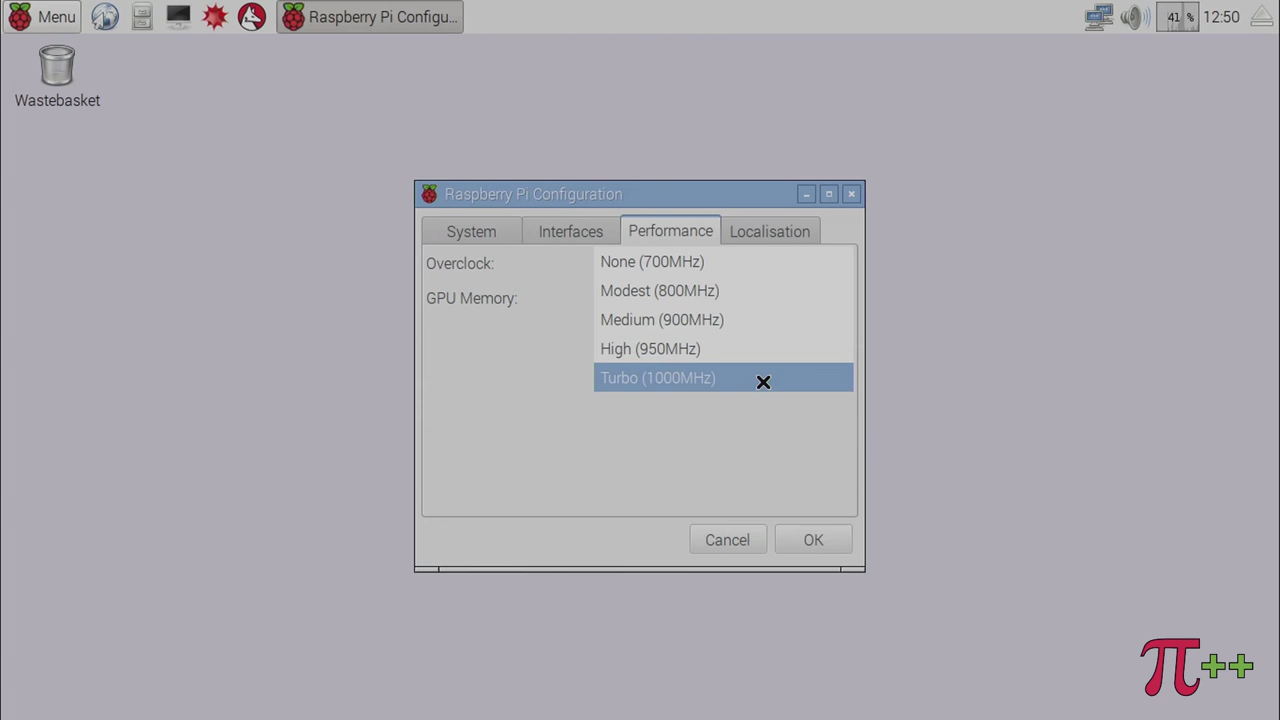 Menu
Raspberry Pi Configu...
41 %
12:50
Wastebasket
Raspberry Pi Configuration
System
Interfaces
Performance
Localisation
Overclock:
None (700MHz)
Modest (800MHz)
GPU Memory:
Medium (900MHz)
High (950MHz)
Turbo (1000MHz)
Cancel
OK
π++